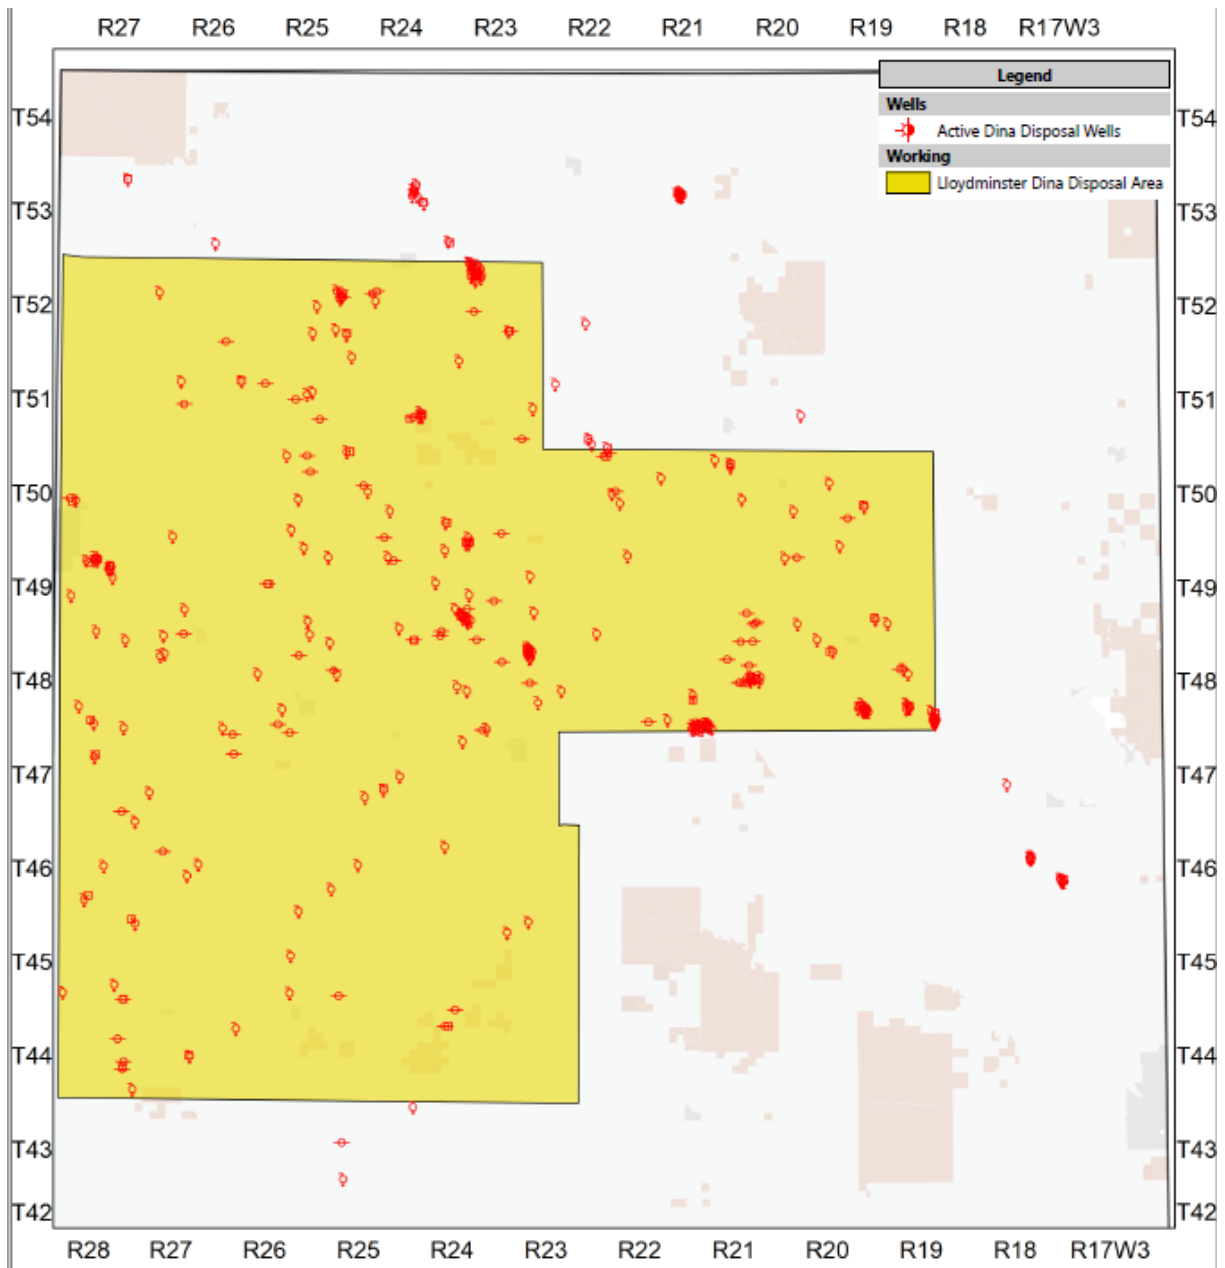 R27 R26 R25 R24 R23 R22 R21 R20 R19 R18 R17W3
Legend
Wells
Active Dina Disposal Wells
Working
Lloydminster Dina Disposal Area
T54 T54
T53 T53
T52 T52
T51 T51
T50 T50
T49 T49
T48 T48
T47 T47
T46 T46
T45 T45
T44 T44
T43 T43
T42 T42
R28 R27 R26 R25 R24 R23 R22 R21 R20 R19 R18 R17W3